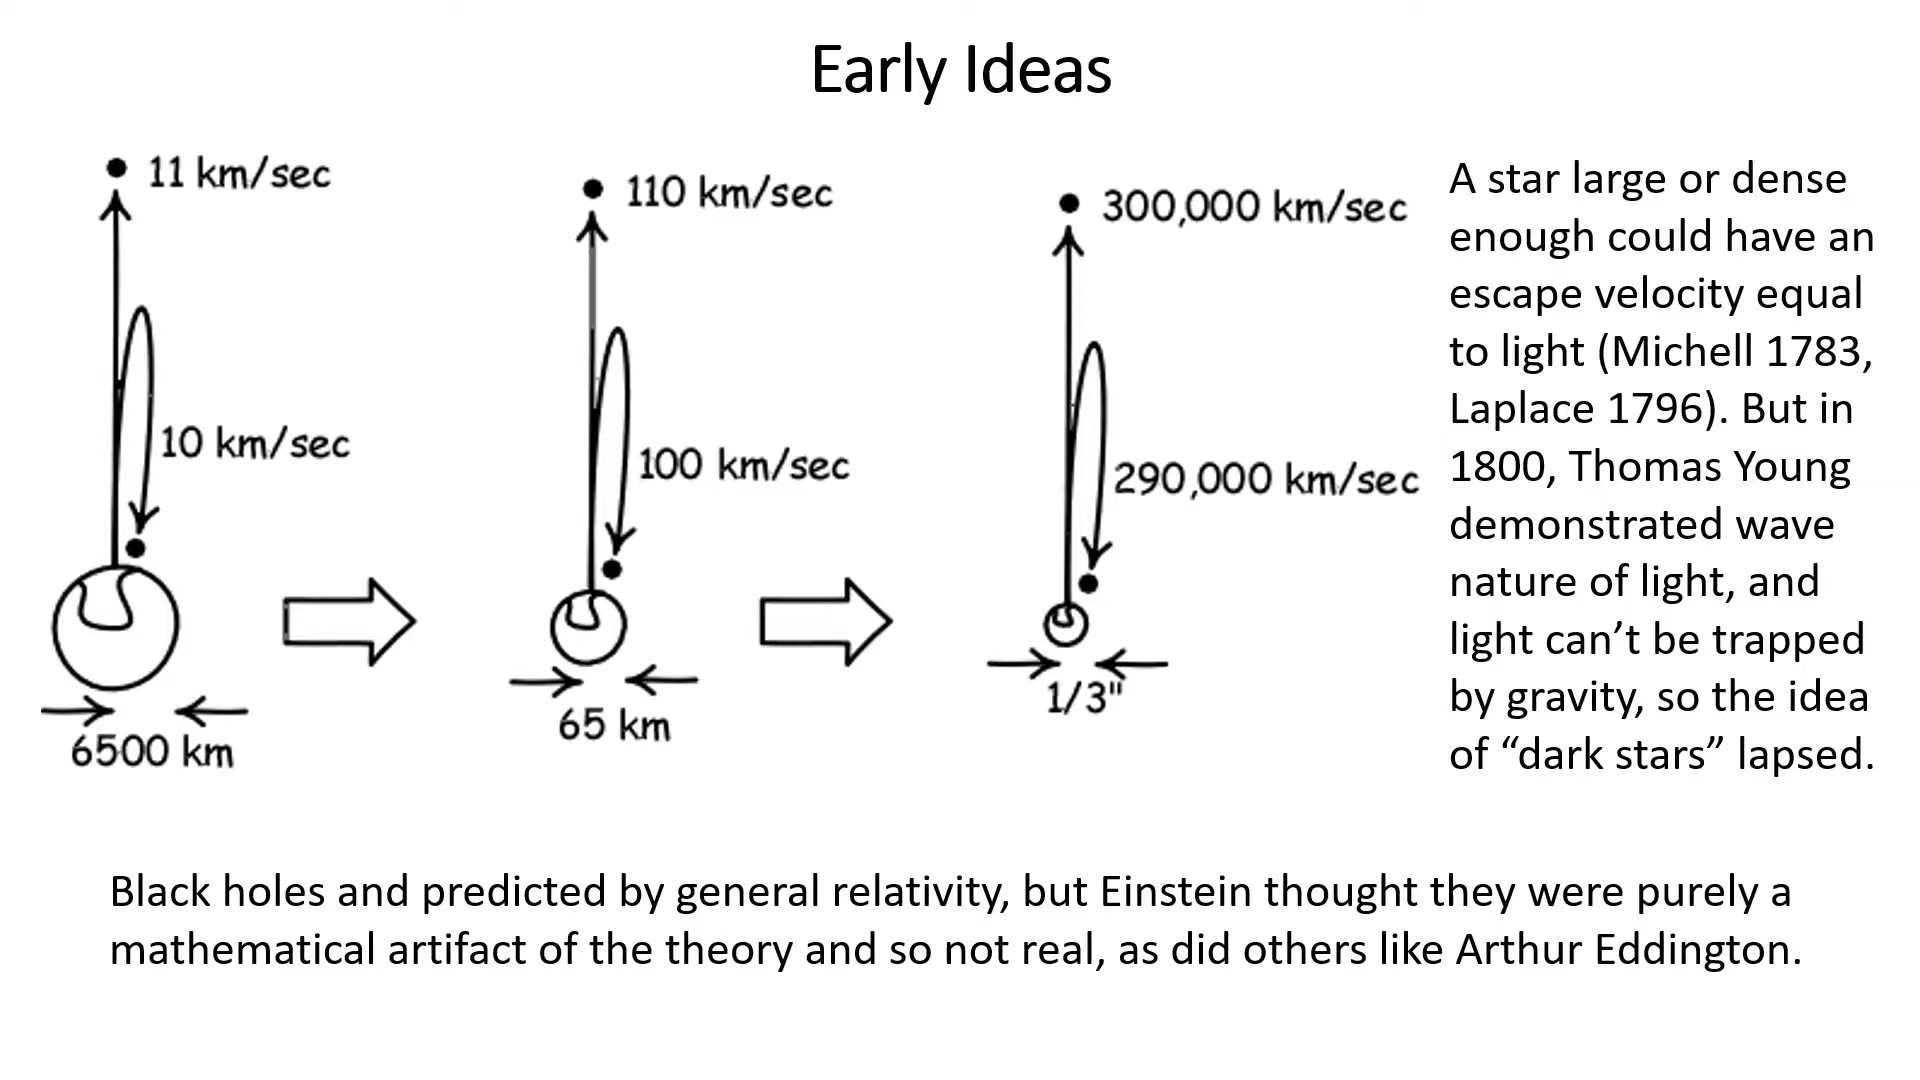 Early Ideas
11 km/sec
10 km/sec
6500 km
110 km/sec
100 km/sec
65 km
300,000 km/sec
290,000 km/sec
1/3"
A star large or dense
enough could have an
escape velocity equal
to light (Michell 1783,
Laplace 1796). But in
1800, Thomas Young
demonstrated wave
nature of light, and
light can’t be trapped
by gravity, so the idea
of “dark stars” lapsed.
Black holes and predicted by general relativity, but Einstein thought they were purely a
mathematical artifact of the theory and so not real, as did others like Arthur Eddington.